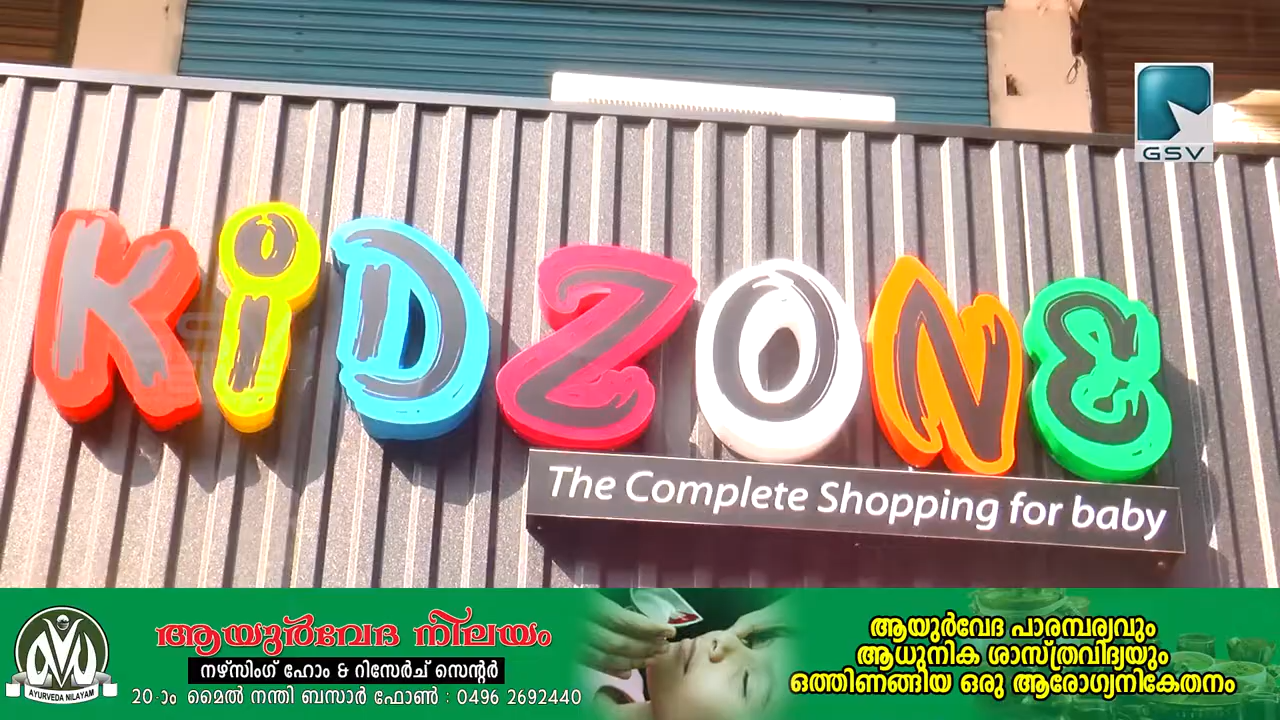 GSV
KiDZONE
The Complete Shopping for baby
ആയുർവേദ നിലയം
നഴ്സിംഗ് ഹോം & റിസേർച് സെന്റർ
20-ാം മൈൽ നന്തി ബസാർ ഫോൺ : 0496 2692440
AYURVEDA NILAYAM
ആയുർവേദ പാരമ്പര്യവും
ആധുനിക ശാസ്ത്രവിദ്യയും
ഒത്തിണങ്ങിയ ഒരു ആരോഗ്യനികേതനം